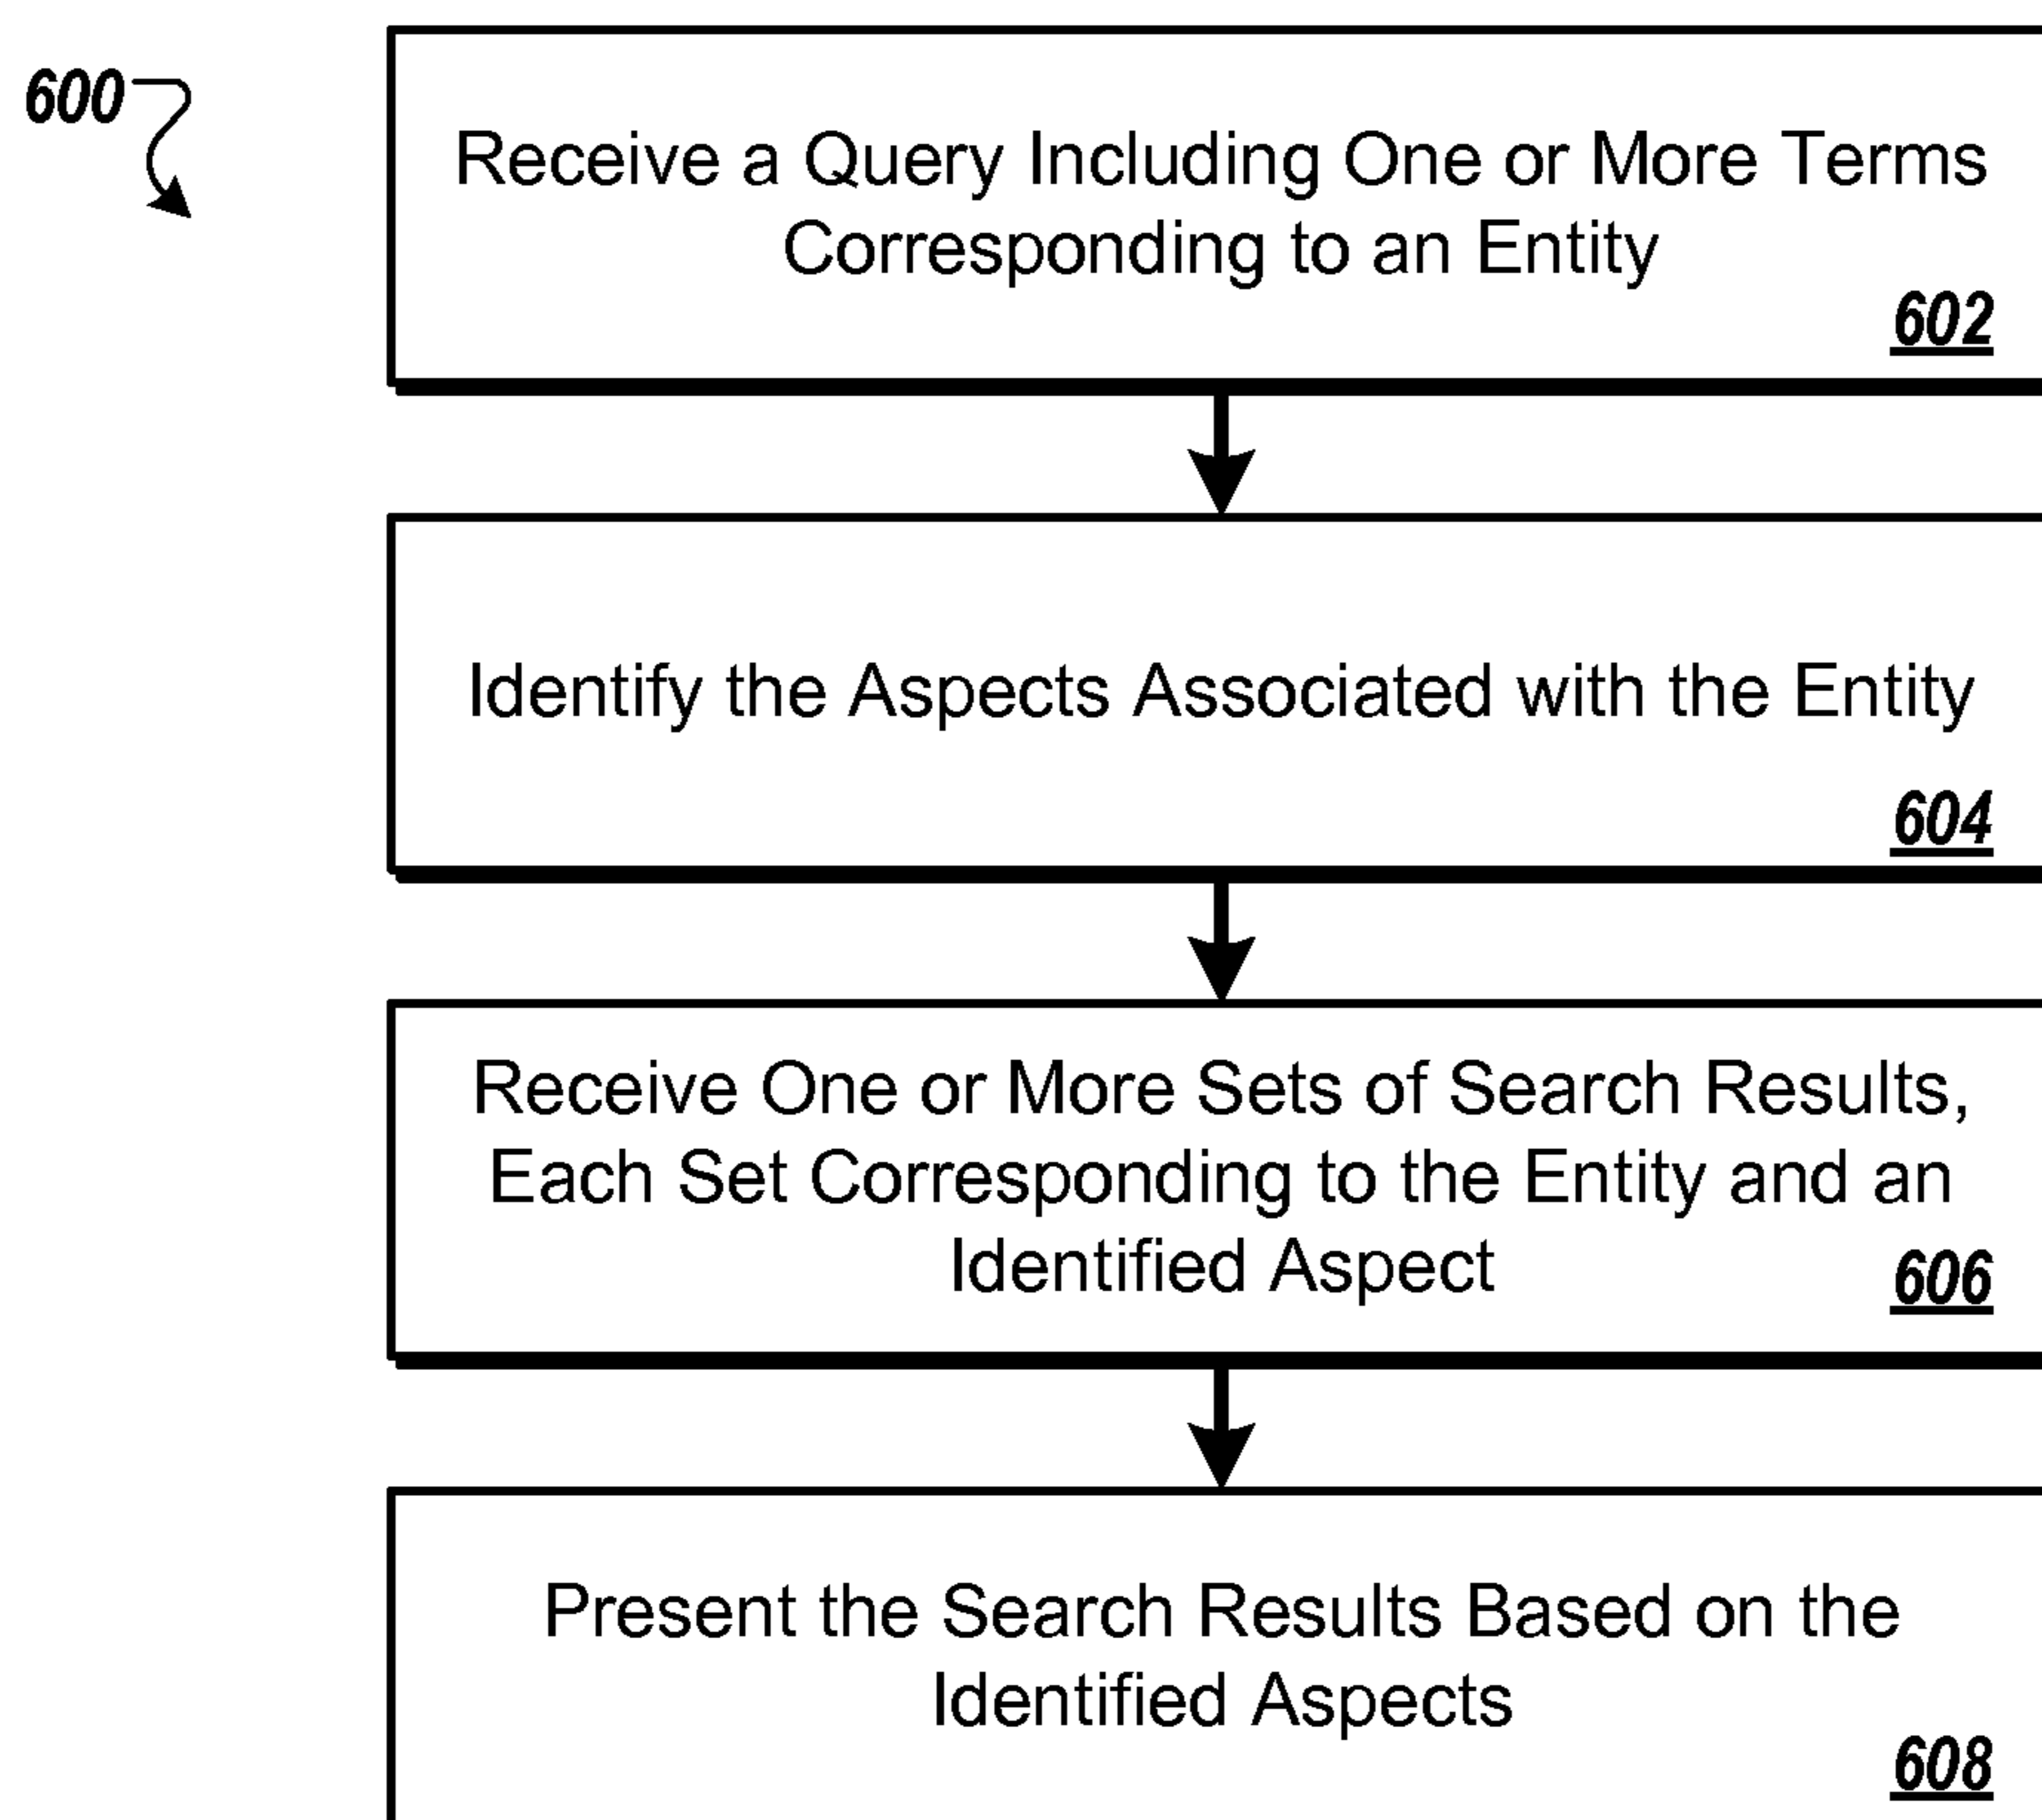 600
Receive a Query Including One or More Terms
Corresponding to an Entity
602
Identify the Aspects Associated with the Entity
604
Receive One or More Sets of Search Results,
Each Set Corresponding to the Entity and an
Identified Aspect
606
Present the Search Results Based on the
Identified Aspects
608